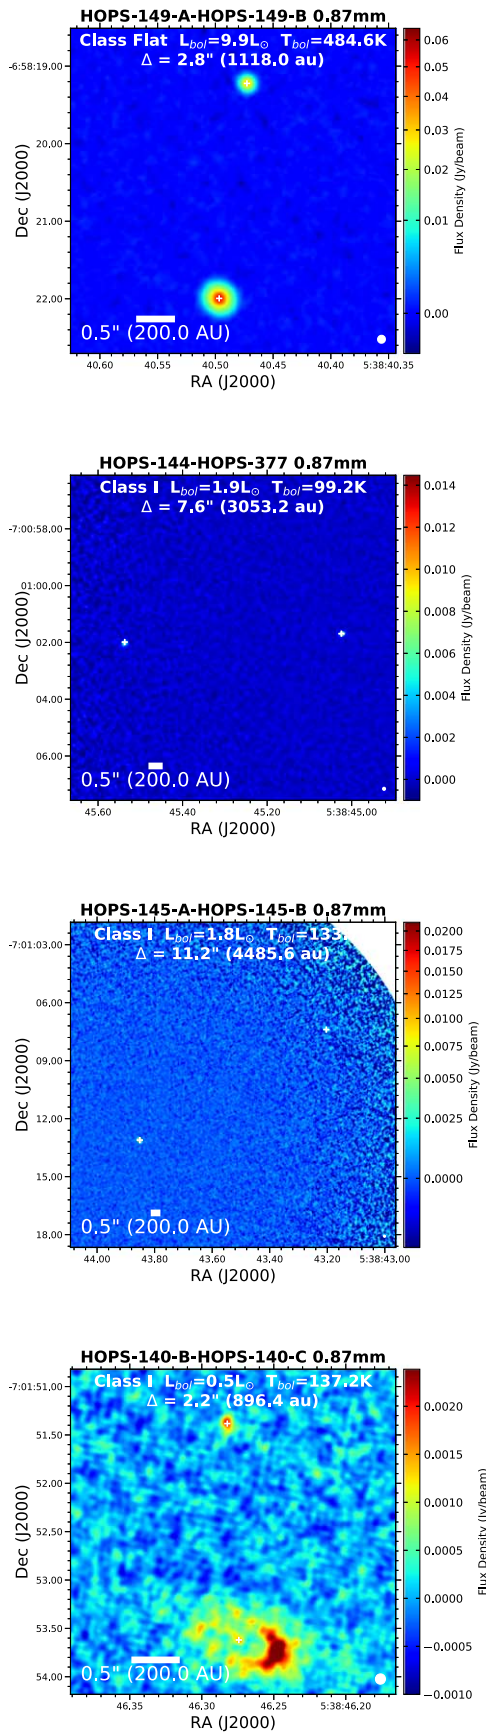 HOPS-149-A-HOPS-149-B 0.87mm
Class Flat L_bol=9.9L☉ T_bol=484.6K
Δ = 2.8" (1118.0 au)
-6:58:19.00
20.00
21.00
22.00
Dec (J2000)
0.5" (200.0 AU)
40.60 40.55 40.50 40.45 40.40 5:38:40.35
RA (J2000)
0.06
0.05
0.04
0.03
0.02
0.01
0.00
Flux Density (Jy/beam)
HOPS-144-HOPS-377 0.87mm
Class I L_bol=1.9L☉ T_bol=99.2K
Δ = 7.6" (3053.2 au)
-7:00:58.00
01:00.00
02.00
04.00
06.00
Dec (J2000)
0.5" (200.0 AU)
45.60 45.40 45.20 5:38:45.00
RA (J2000)
0.014
0.012
0.010
0.008
0.006
0.004
0.002
0.000
Flux Density (Jy/beam)
HOPS-145-A-HOPS-145-B 0.87mm
Class I L_bol=1.8L☉ T_bol=133.
Δ = 11.2" (4485.6 au)
-7:01:03.00
06.00
09.00
12.00
15.00
18.00
Dec (J2000)
0.5" (200.0 AU)
44.00 43.80 43.60 43.40 43.20 5:38:43.00
RA (J2000)
0.0200
0.0175
0.0150
0.0125
0.0100
0.0075
0.0050
0.0025
0.0000
Flux Density (Jy/beam)
HOPS-140-B-HOPS-140-C 0.87mm
Class I L_bol=0.5L☉ T_bol=137.2K
Δ = 2.2" (896.4 au)
-7:01:51.00
51.50
52.00
52.50
53.00
53.50
54.00
Dec (J2000)
0.5" (200.0 AU)
46.35 46.30 46.25 5:38:46.20
RA (J2000)
0.0020
0.0015
0.0010
0.0005
0.0000
−0.0005
−0.0010
Flux Density (Jy/beam)